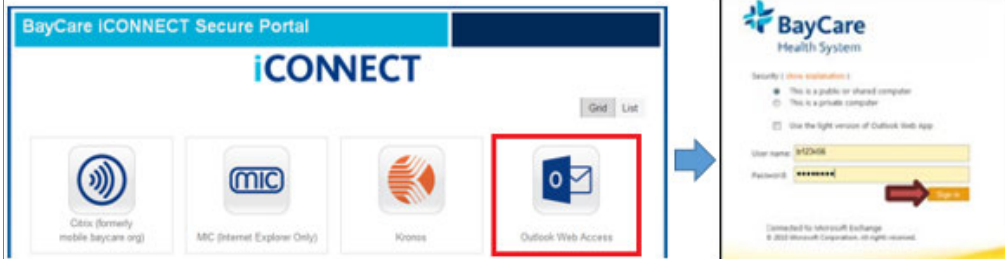 BayCare iCONNECT Secure Portal
iCONNECT
Grid List
Citrix (formerly
mobile baycare org)
MIC
MIC (Internet Explorer Only)
Kronos
Outlook Web Access
BayCare
Health System
Security ( show explanation )
This is a public or shared computer
This is a private computer
Use the light version of Outlook Web App
User name: b123456
Password:
Sign in
Connected to Microsoft Exchange
© 2010 Microsoft Corporation. All rights reserved.